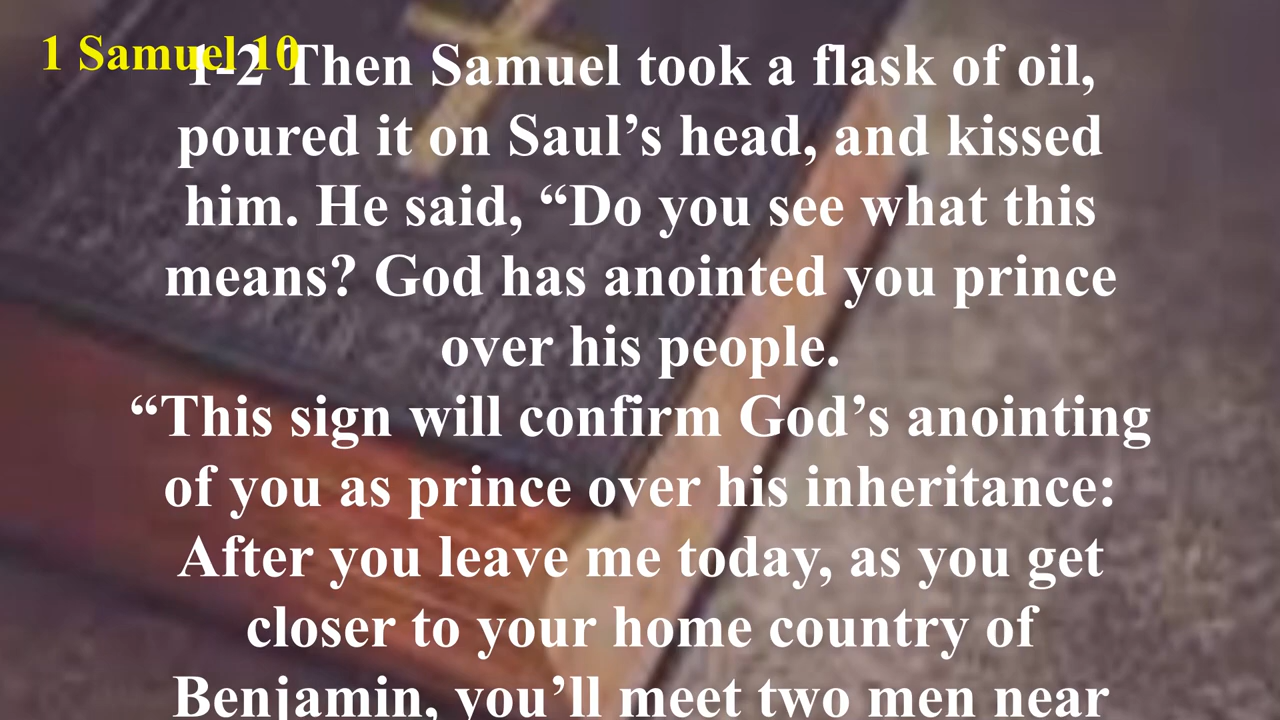 1 Samuel 10
1-2 Then Samuel took a flask of oil,
poured it on Saul’s head, and kissed
him. He said, “Do you see what this
means? God has anointed you prince
over his people.
“This sign will confirm God’s anointing
of you as prince over his inheritance:
After you leave me today, as you get
closer to your home country of
Benjamin, you’ll meet two men near